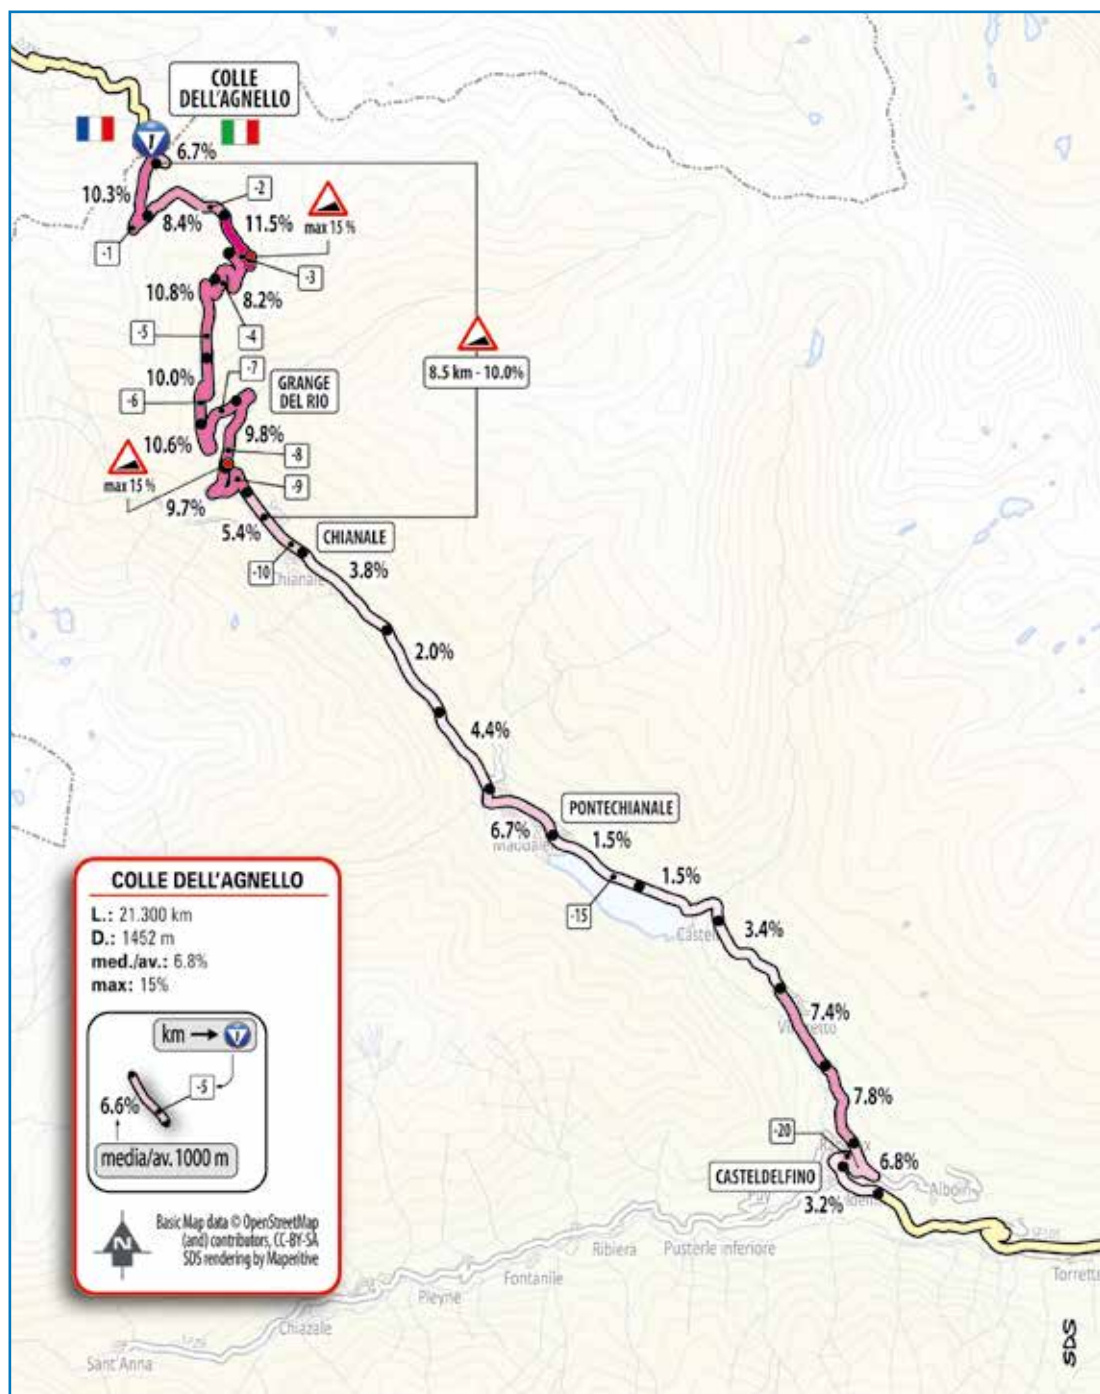 COLLE
DELL'AGNELLO
1
6.7%
10.3%
-2
8.4%
11.5%
max 15 %
-1
-3
10.8%
8.2%
-5
-4
8.5 km - 10.0%
10.0%
-7
GRANGE
DEL RIO
-6
10.6%
9.8%
-8
max 15 %
-9
9.7%
5.4%
CHIANALE
-10
Chianale
3.8%
2.0%
4.4%
PONTECHIANALE
6.7%
1.5%
1.5%
-15
3.4%
7.4%
7.8%
-20
6.8%
CASTELDELFINO
3.2%
Alboin
Ribiera
Pusterle Inferiore
Fontanile
Torrette
Pleyne
Chiazale
Sant'Anna
SDS
COLLE DELL'AGNELLO
L.: 21.300 km
D.: 1452 m
med./av.: 6.8%
max: 15%
km
-5
6.6%
media/av. 1000 m
N
Basic Map data © OpenStreetMap
(and) contributors, CC-BY-SA
SDS rendering by Maperitive